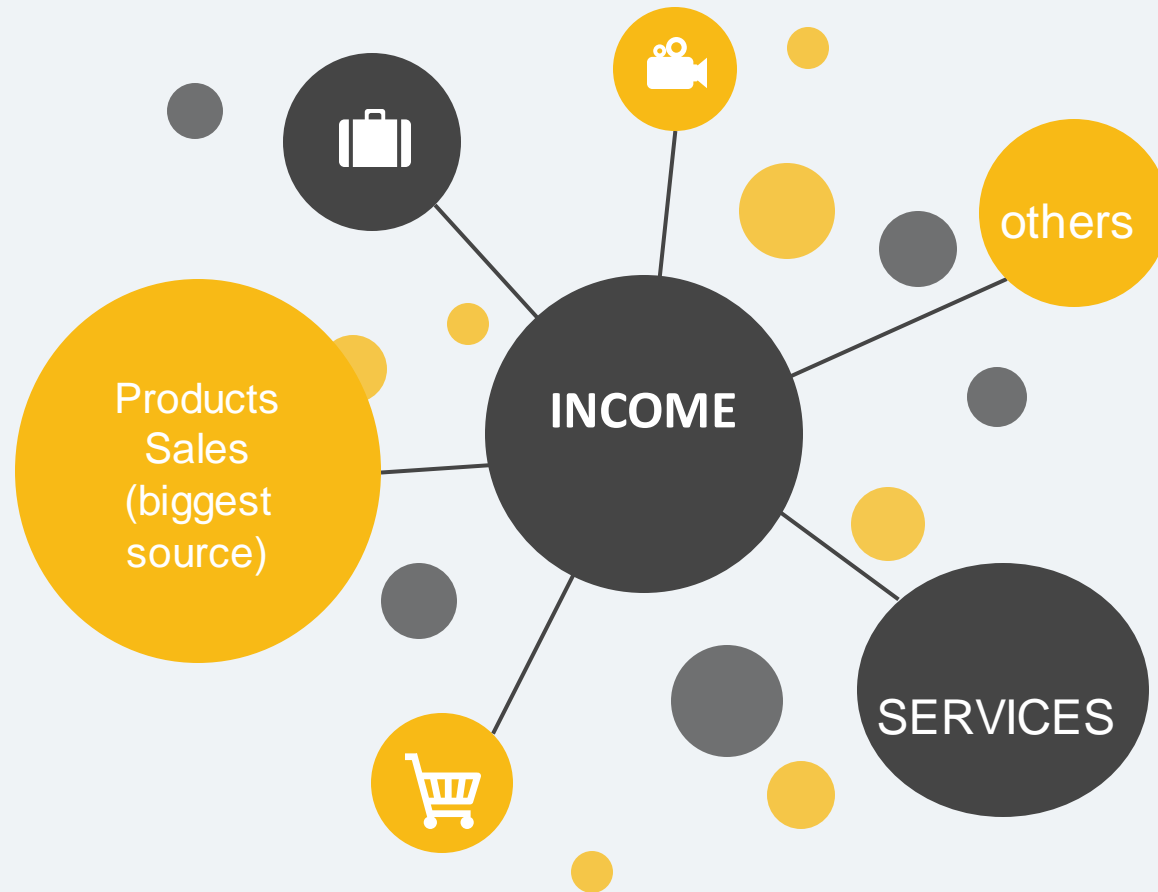 others
Products
Sales
(biggest
source)
INCOME
SERVICES